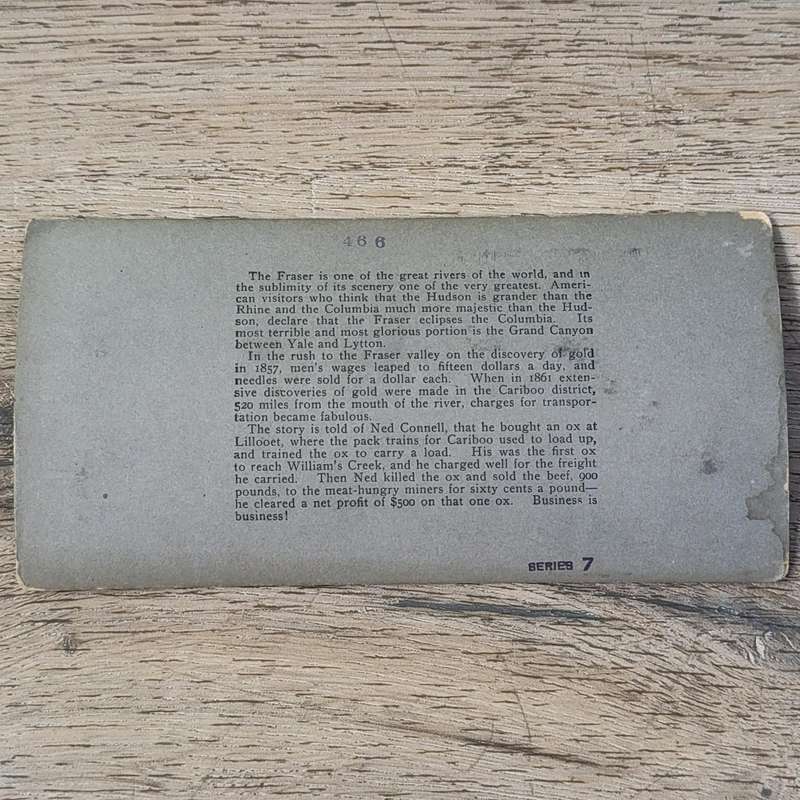 466
The Fraser is one of the great rivers of the world, and in
the sublimity of its scenery one of the very greatest. Ameri-
can visitors who think that the Hudson is grander than the
Rhine and the Columbia much more majestic than the Hud-
son, declare that the Fraser eclipses the Columbia. Its
most terrible and most glorious portion is the Grand Canyon
between Yale and Lytton.
In the rush to the Fraser valley on the discovery of gold
in 1857, men's wages leaped to fifteen dollars a day, and
needles were sold for a dollar each. When in 1861 exten-
sive discoveries of gold were made in the Cariboo district,
520 miles from the mouth of the river, charges for transpor-
tation became fabulous.
The story is told of Ned Connell, that he bought an ox at
Lillooet, where the pack trains for Cariboo used to load up,
and trained the ox to carry a load. His was the first ox
to reach William's Creek, and he charged well for the freight
he carried. Then Ned killed the ox and sold the beef, 900
pounds, to the meat-hungry miners for sixty cents a pound—
he cleared a net profit of $500 on that one ox. Business is
business!
SERIES 7